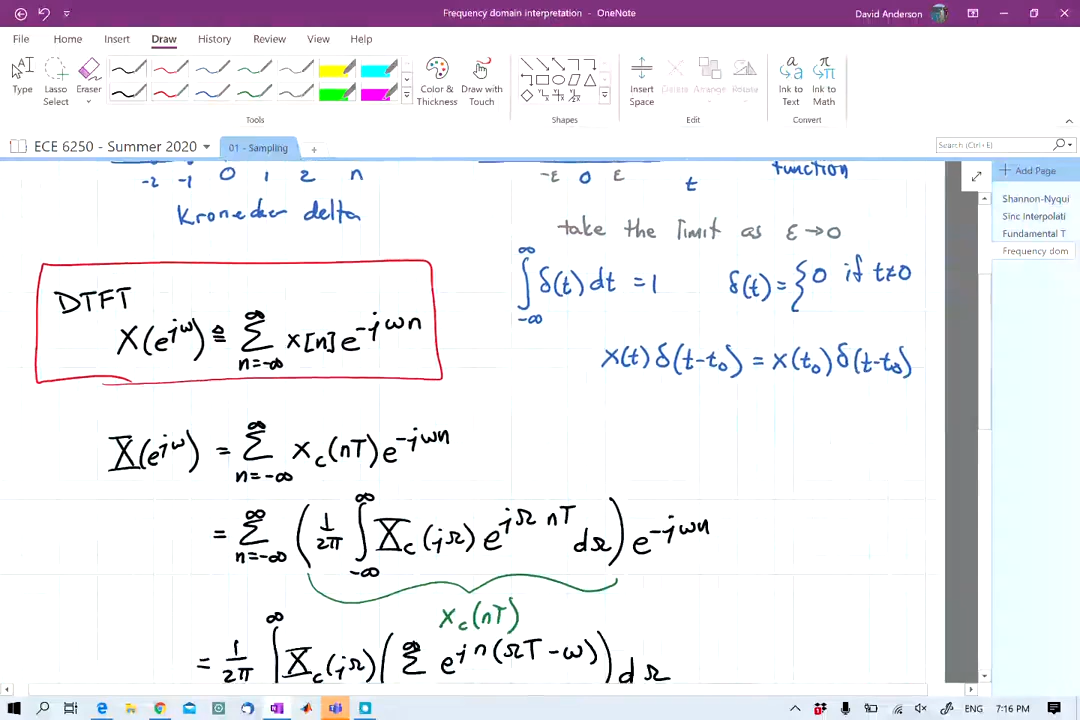 Frequency domain interpretation - OneNote
David Anderson
File Home Insert Draw History Review View Help
Type
Lasso Select
Eraser
Color & Thickness
Draw with Touch
Insert Space
Delete
Arrange
Rotate
Ink to Text
Ink to Math
Tools
Shapes
Edit
Convert
ECE 6250 - Summer 2020
01 - Sampling
Search (Ctrl+E)
Add Page
Shannon-Nyqui
Sinc Interpolati
Fundamental T
Frequency dom
-2 -1 0 1 2 n
Kronecker delta
-ε 0 ε t
function
take the limit as ε→0
∫_{-∞}^{∞} δ(t) dt = 1
δ(t) = { 0 if t≠0
x(t) δ(t-t₀) = x(t₀) δ(t-t₀)
DTFT
X(e^{jω}) ≙ ∑_{n=-∞}^{∞} x[n] e^{-jωn}
X(e^{jω}) = ∑_{n=-∞}^{∞} x_c(nT) e^{-jωn}
= ∑_{n=-∞}^{∞} ( 1/2π ∫_{-∞}^{∞} X_c(jΩ) e^{jΩ nT} dΩ ) e^{-jωn}
x_c(nT)
= 1/2π ∫^{∞} X_c(jΩ) ( ∑^{∞} e^{jn(ΩT-ω)} ) dΩ
ENG 7:16 PM